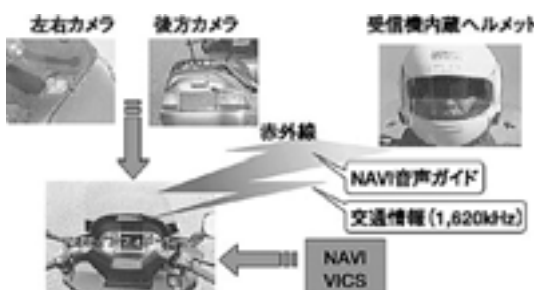 左右カメラ
後方カメラ
受信機内蔵ヘルメット
赤外線
NAVI音声ガイド
交通情報(1,620kHz)
NAVI
VICS